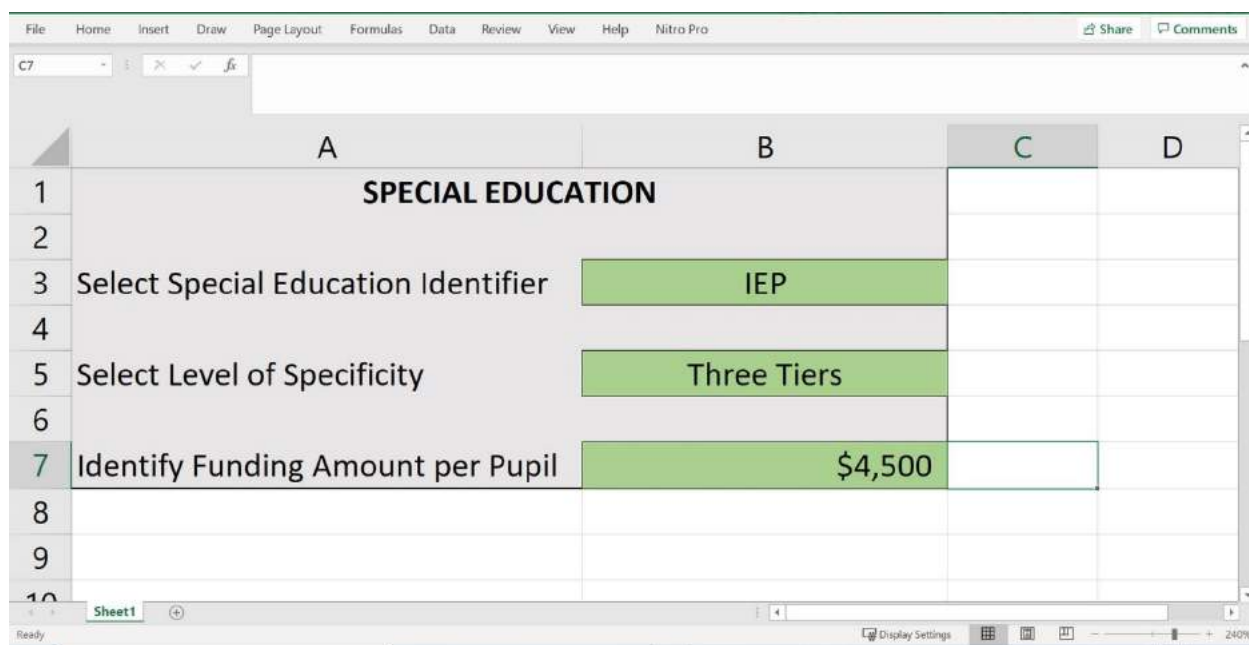 File Home Insert Draw Page Layout Formulas Data Review View Help Nitro Pro Share Comments
C7 fx
A B C D
1 SPECIAL EDUCATION
2
3 Select Special Education Identifier IEP
4
5 Select Level of Specificity Three Tiers
6
7 Identify Funding Amount per Pupil $4,500
8
9
10
Sheet1
Ready Display Settings 240%